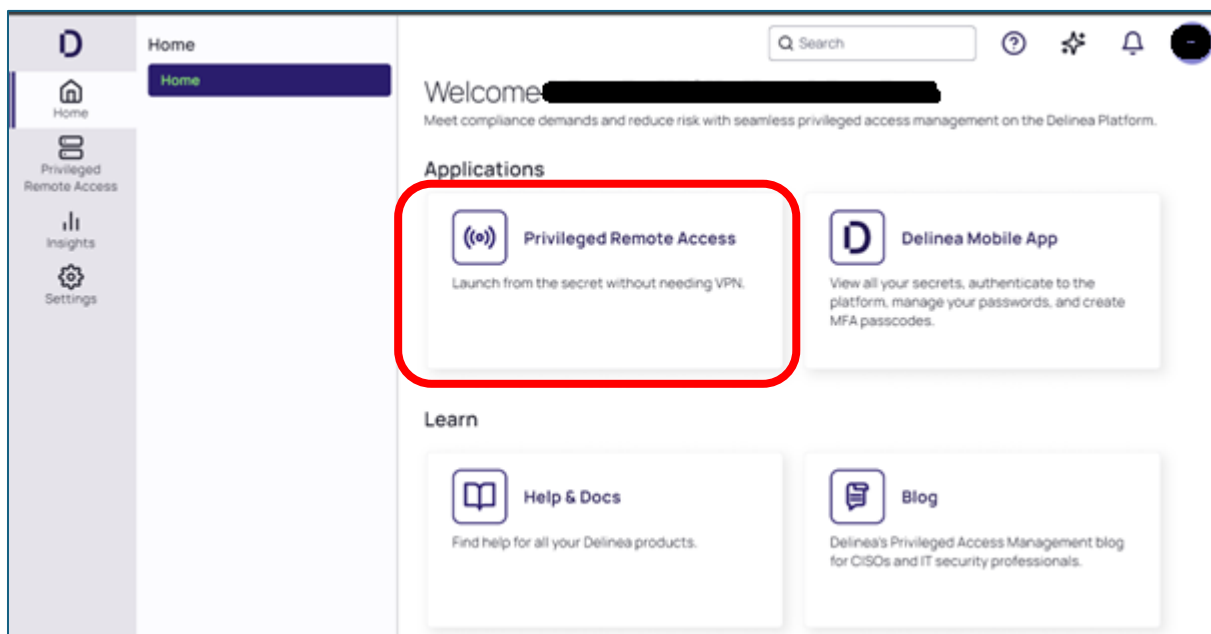 Home
Home
Search
Home
Welcome
Meet compliance demands and reduce risk with seamless privileged access management on the Delinea Platform.
Privileged
Remote Access
Insights
Settings
Applications
Privileged Remote Access
Launch from the secret without needing VPN.
Delinea Mobile App
View all your secrets, authenticate to the
platform, manage your passwords, and create
MFA passcodes.
Learn
Help & Docs
Find help for all your Delinea products.
Blog
Delinea's Privileged Access Management blog
for CISOs and IT security professionals.